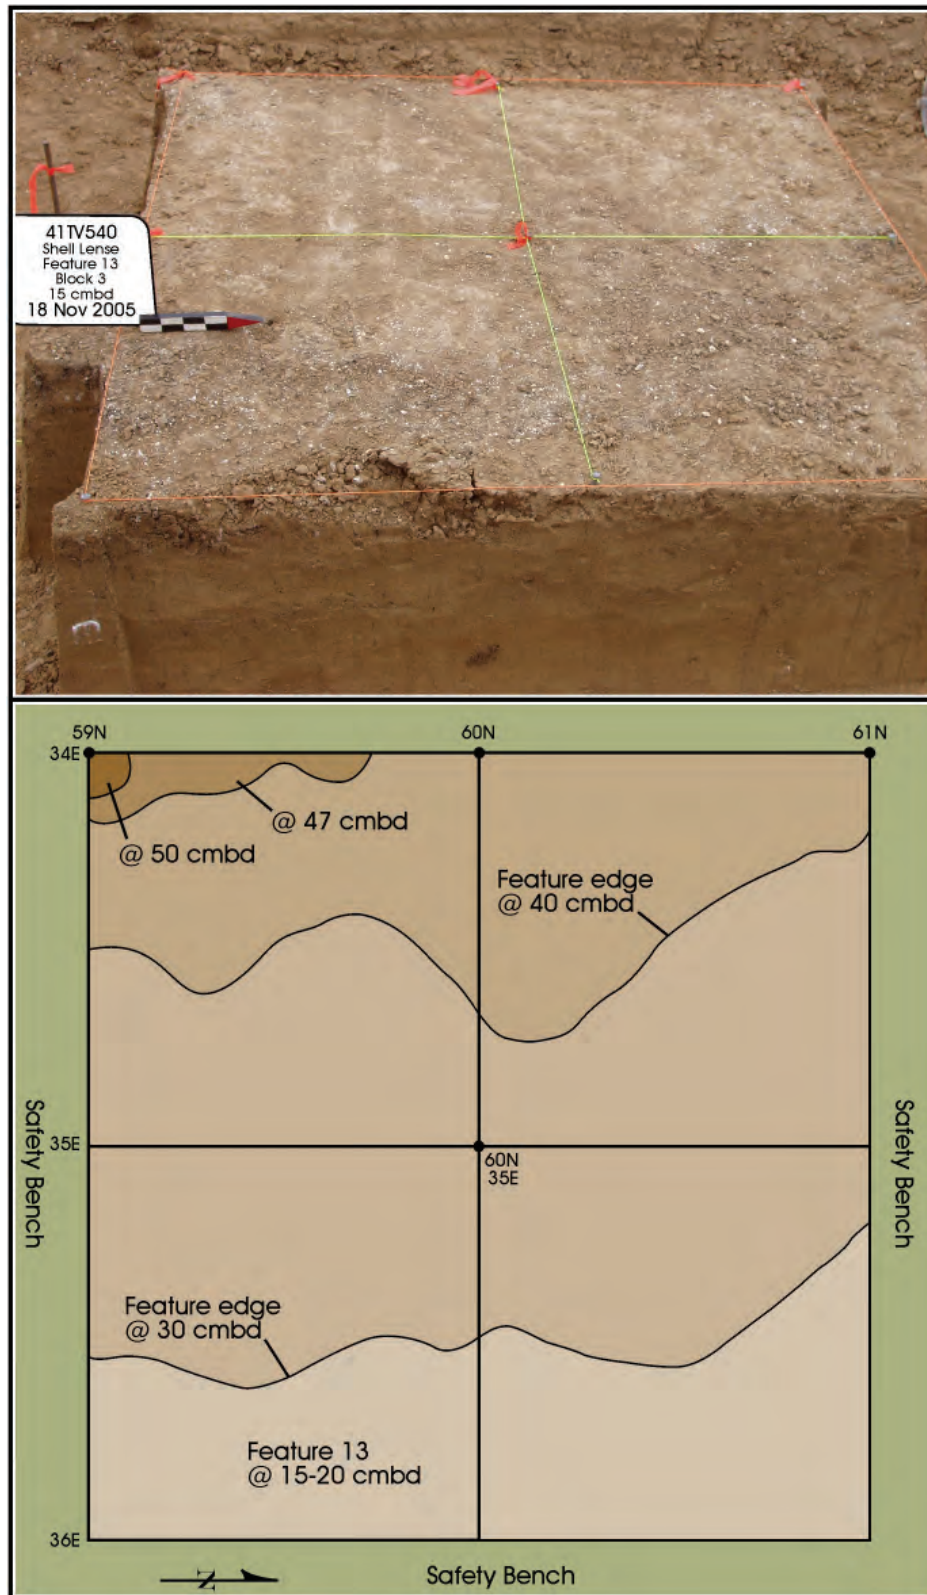 41TV540
Shell Lense
Feature 13
Block 3
15 cmbd
18 Nov 2005
59N
60N
61N
34E
@ 50 cmbd
@ 47 cmbd
Feature edge
@ 40 cmbd
Safety Bench
35E
60N
35E
Safety Bench
Feature edge
@ 30 cmbd
Feature 13
@ 15-20 cmbd
36E
N
Safety Bench